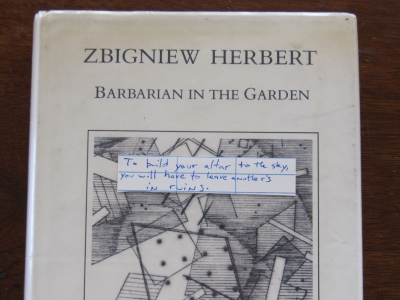 ZBIGNIEW HERBERT
BARBARIAN IN THE GARDEN
To build your altar to the sky,
you will have to leave another's
in ruins.